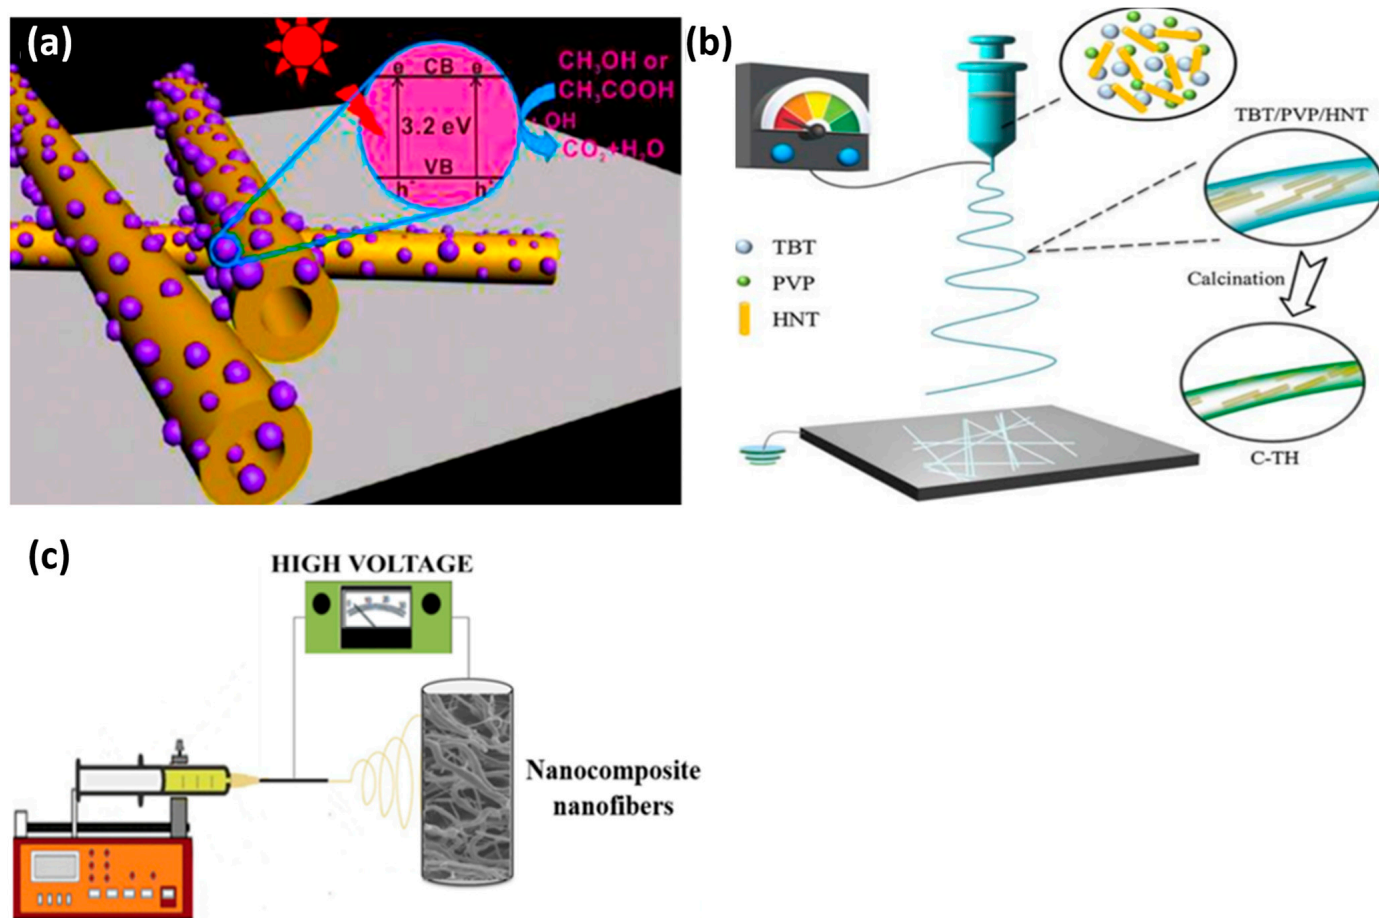 (a)
e CB e
3.2 eV
VB
h⁺ h⁺
CH₃OH or
CH₃COOH
· OH
CO₂+H₂O
(b)
TBT/PVP/HNT
TBT
PVP
HNT
Calcination
C-TH
(c)
HIGH VOLTAGE
Nanocomposite
nanofibers